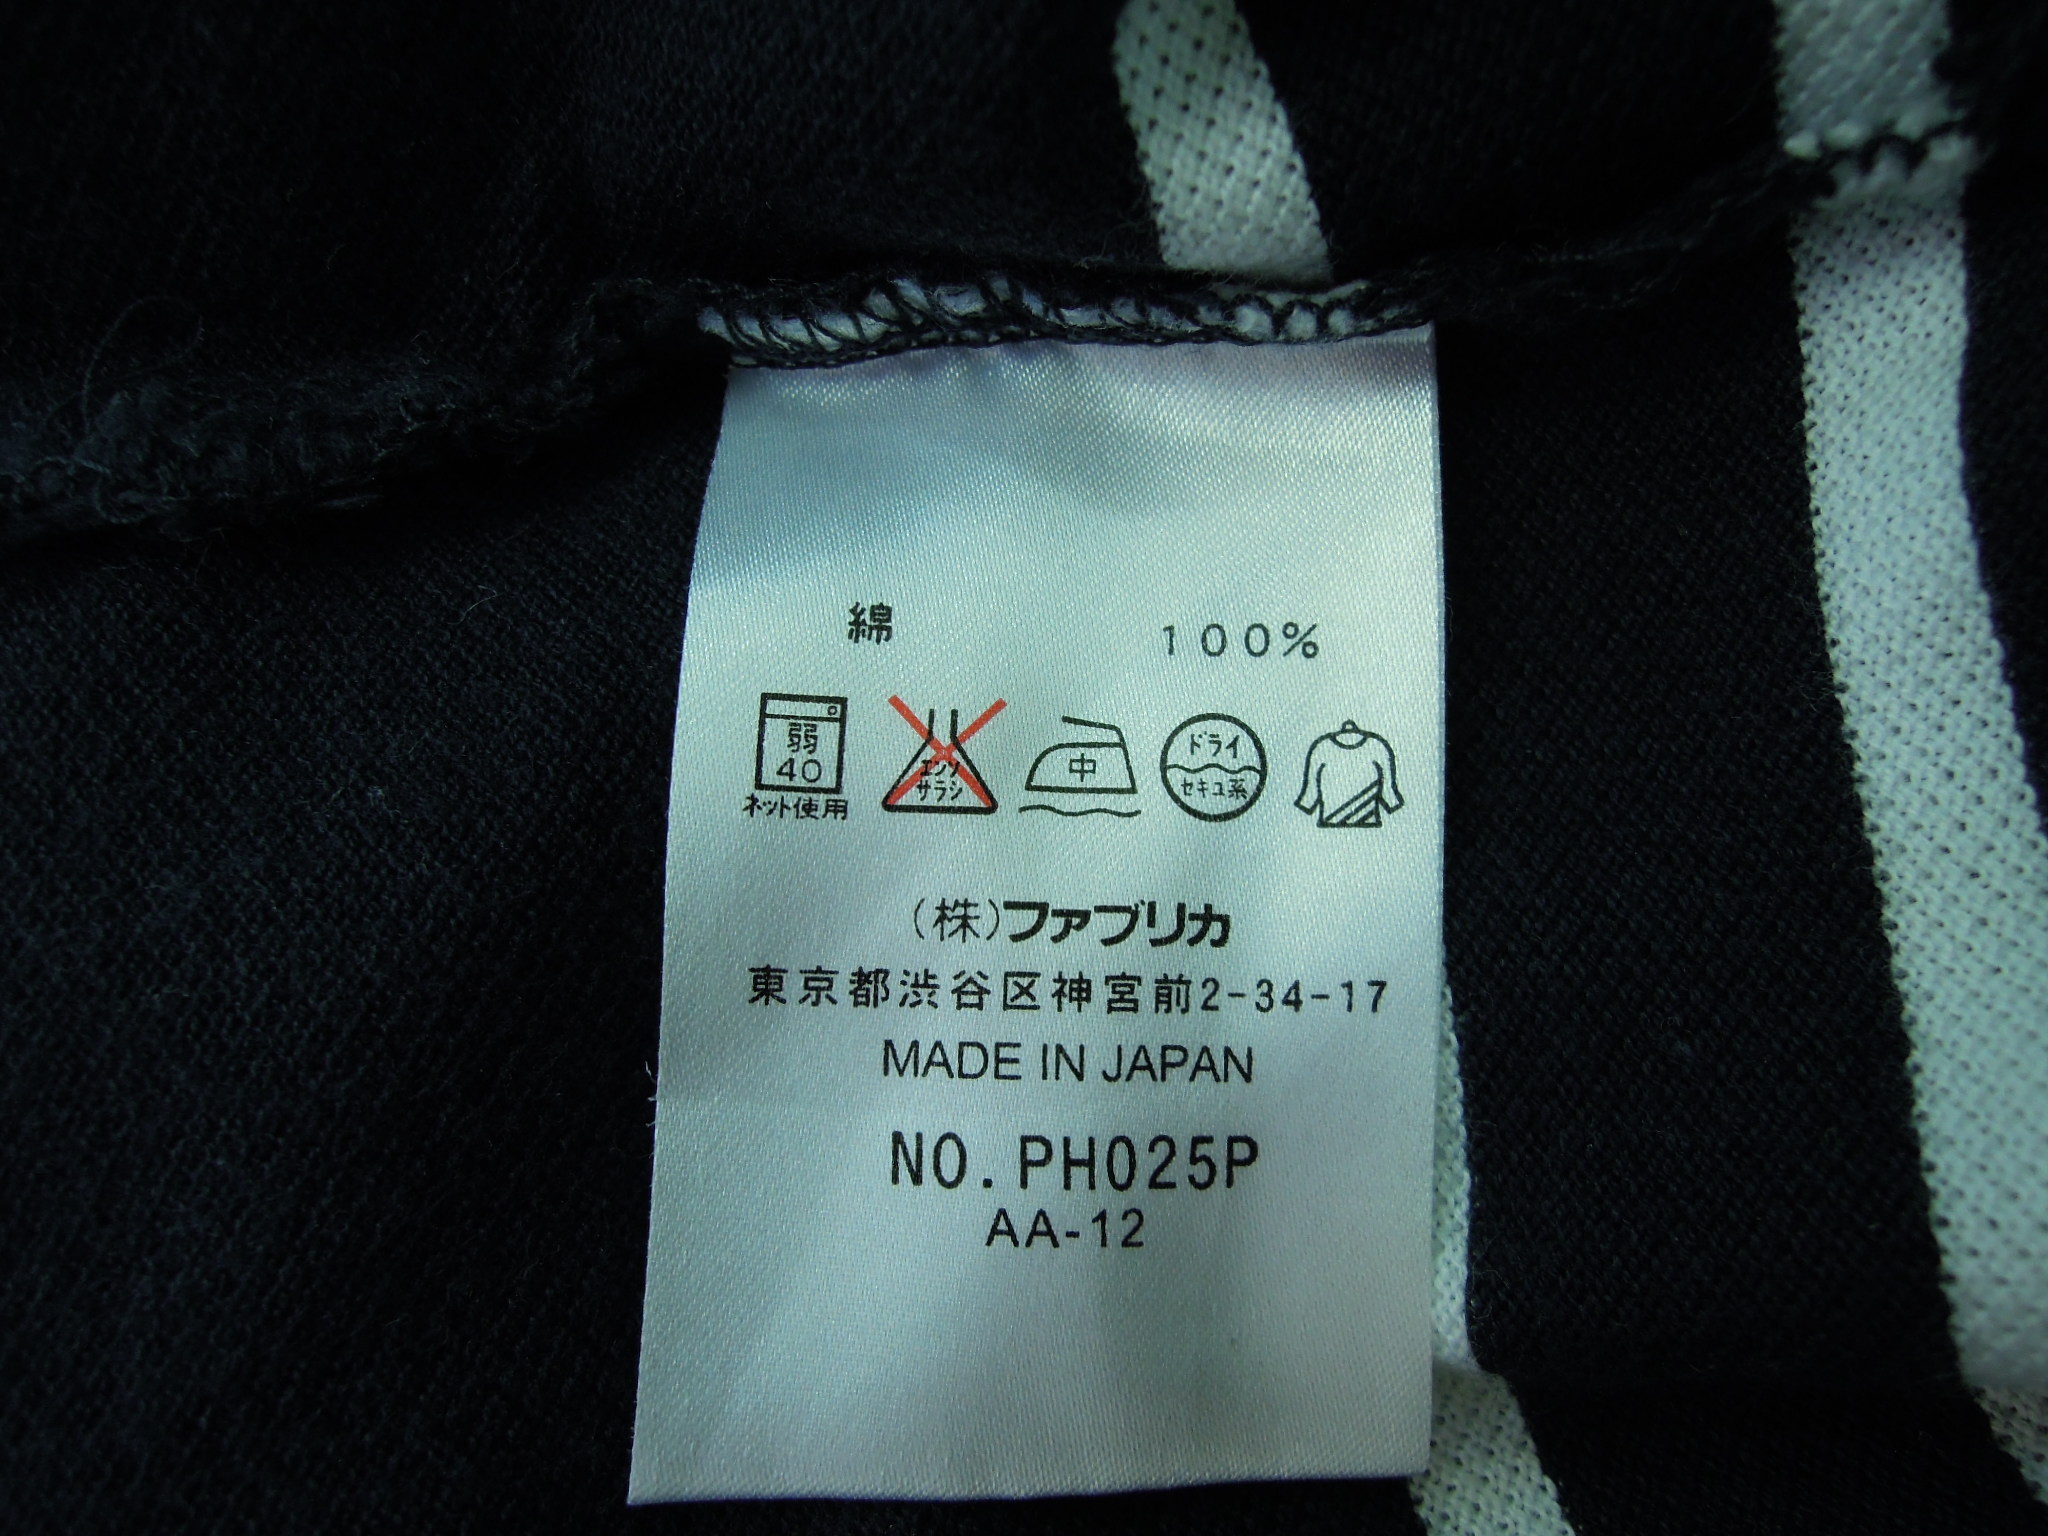 綿 100%
弱 エンソ 中 ドライ
40 サラシ セキユ系
ネット使用
(株)ファブリカ
東京都渋谷区神宮前2-34-17
MADE IN JAPAN
NO. PH025P
AA-12